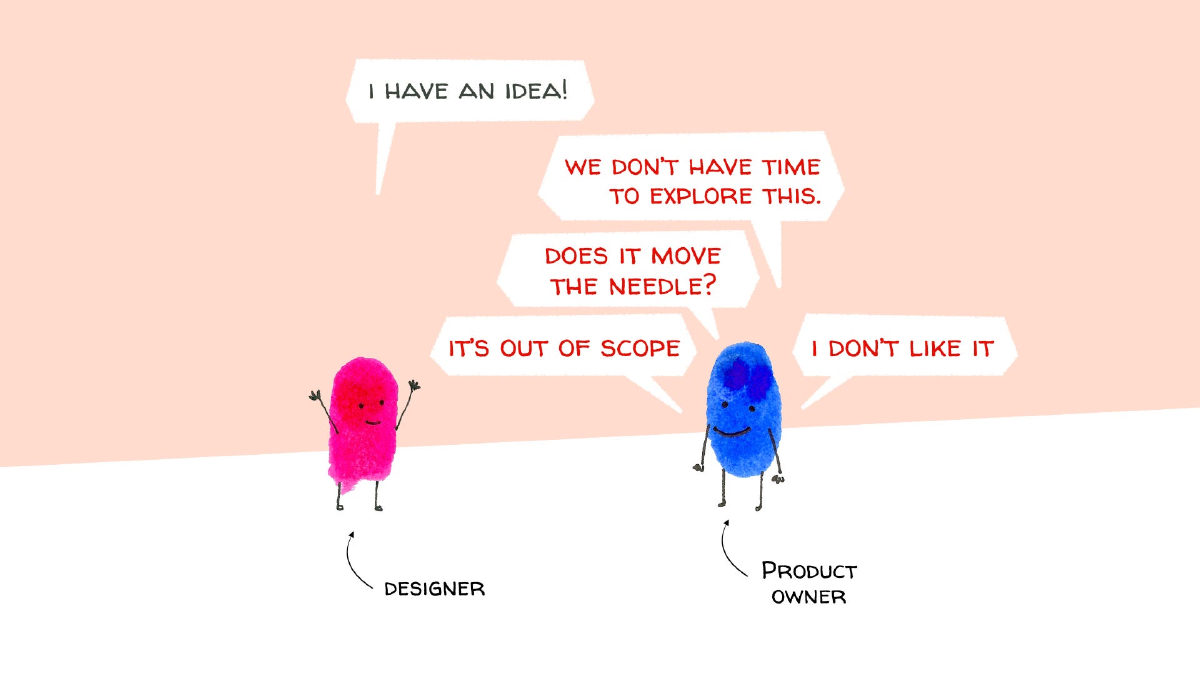 I HAVE AN IDEA!
WE DON'T HAVE TIME
TO EXPLORE THIS.
DOES IT MOVE
THE NEEDLE?
IT'S OUT OF SCOPE
I DON'T LIKE IT
DESIGNER
PRODUCT
OWNER